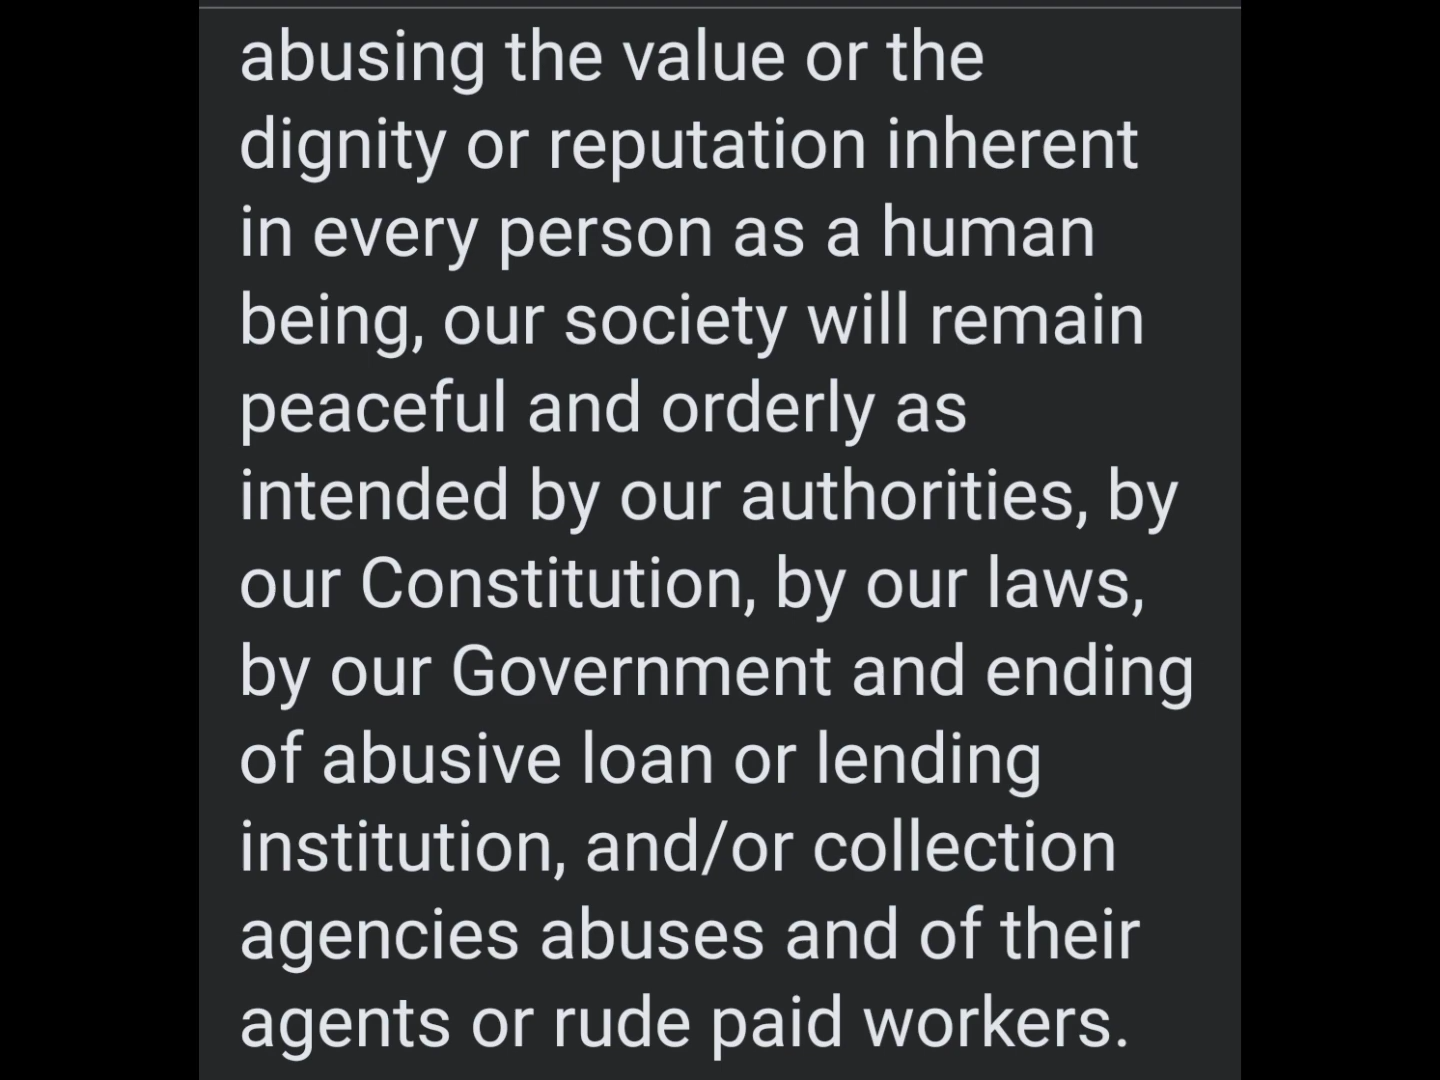 abusing the value or the
dignity or reputation inherent
in every person as a human
being, our society will remain
peaceful and orderly as
intended by our authorities, by
our Constitution, by our laws,
by our Government and ending
of abusive loan or lending
institution, and/or collection
agencies abuses and of their
agents or rude paid workers.